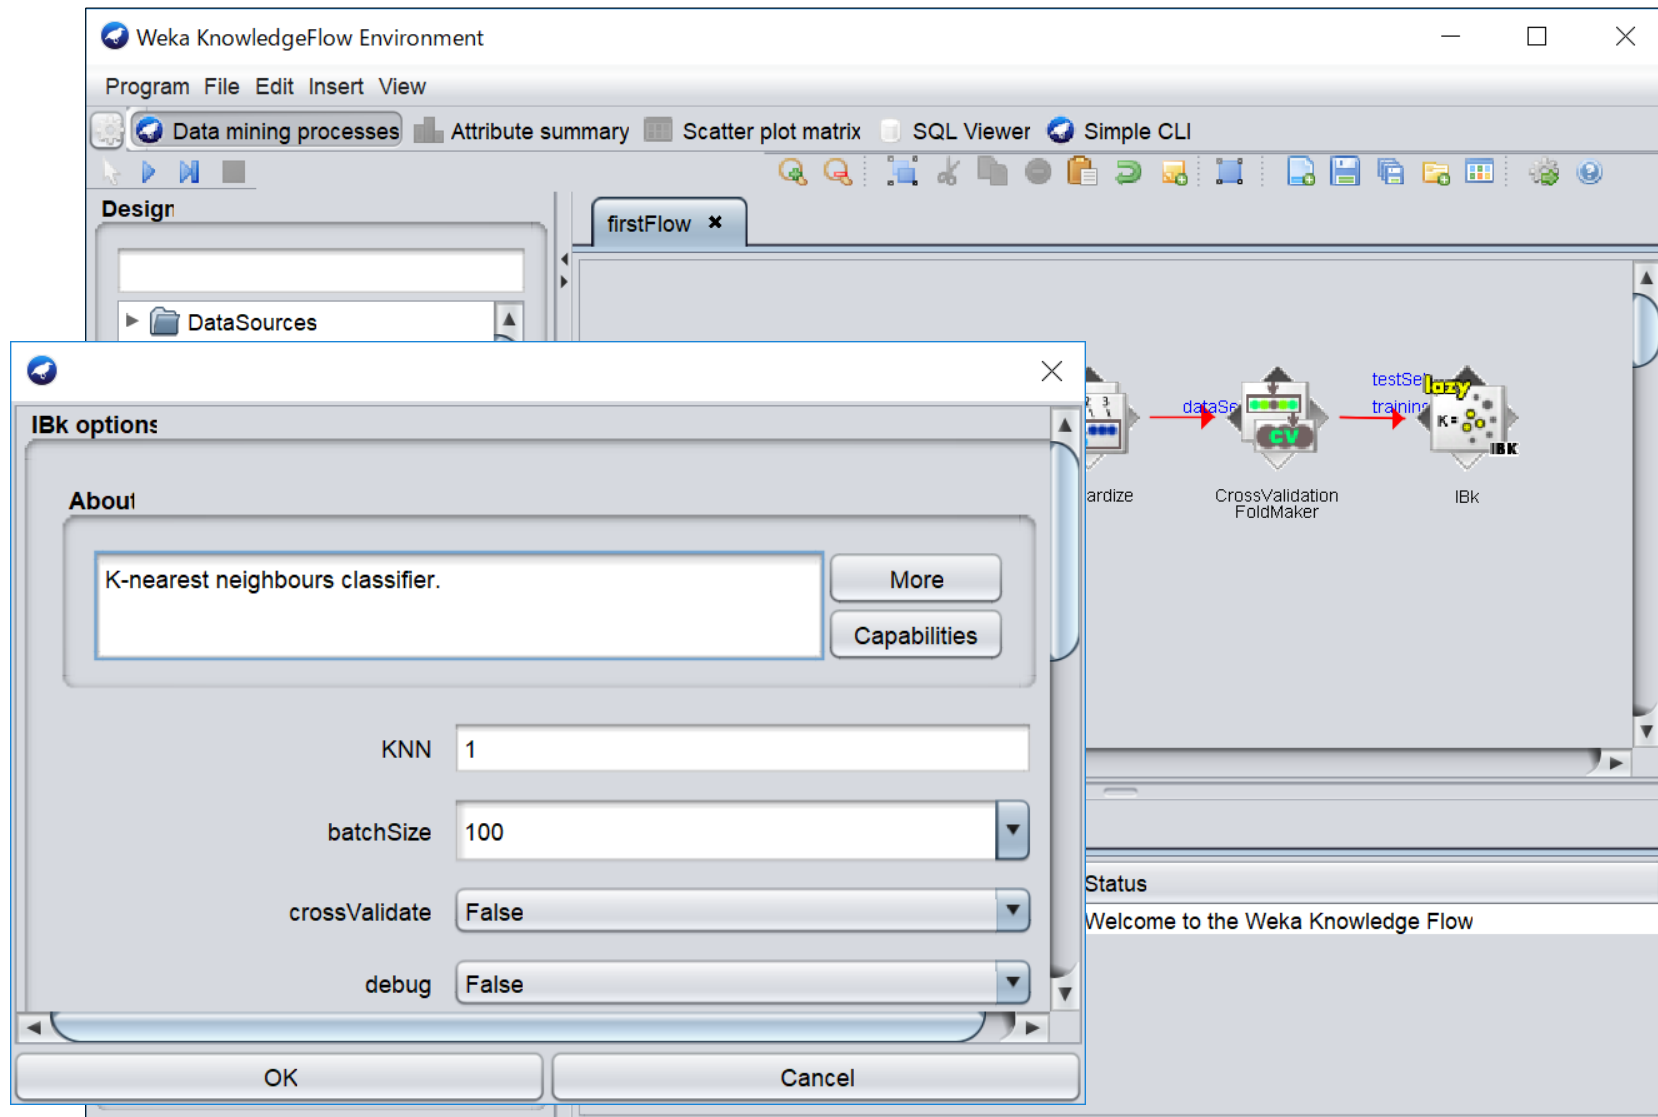 Weka KnowledgeFlow Environment
Program File Edit Insert View
Data mining processes Attribute summary Scatter plot matrix SQL Viewer Simple CLI
Design
firstFlow
DataSources
IBk options
About
K-nearest neighbours classifier.
More
Capabilities
KNN 1
batchSize 100
crossValidate False
debug False
OK Cancel
ardize
dataSe
CV
CrossValidation
FoldMaker
testSe
training
lazy
K=
IBK
IBk
Status
Welcome to the Weka Knowledge Flow